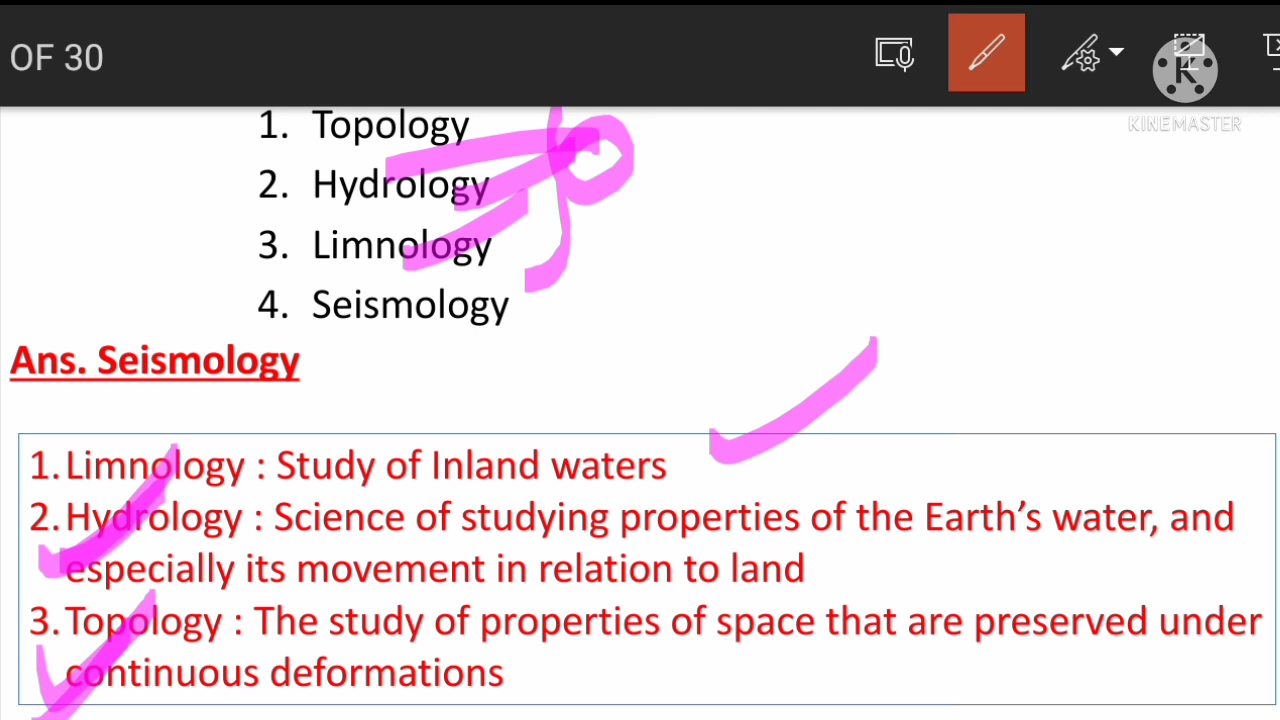 OF 30
KINEMASTER
1. Topology
2. Hydrology
3. Limnology
4. Seismology
Ans. Seismology
1. Limnology : Study of Inland waters
2. Hydrology : Science of studying properties of the Earth’s water, and
especially its movement in relation to land
3. Topology : The study of properties of space that are preserved under
continuous deformations